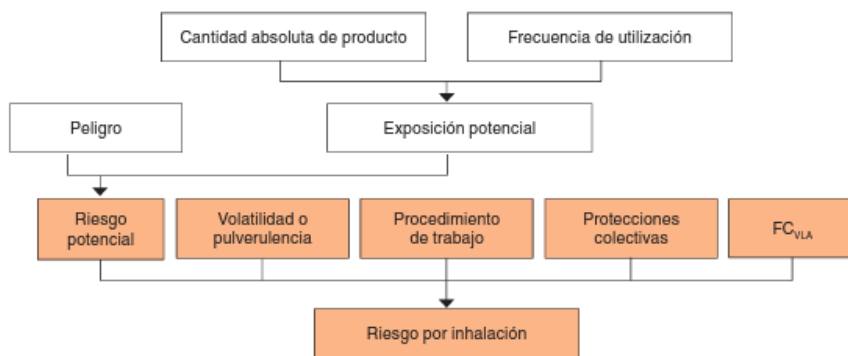 Cantidad absoluta de producto
Frecuencia de utilización
Peligro
Exposición potencial
Riesgo
potencial
Volatilidad o
pulverulencia
Procedimiento
de trabajo
Protecciones
colectivas
FCVLA
Riesgo por inhalación